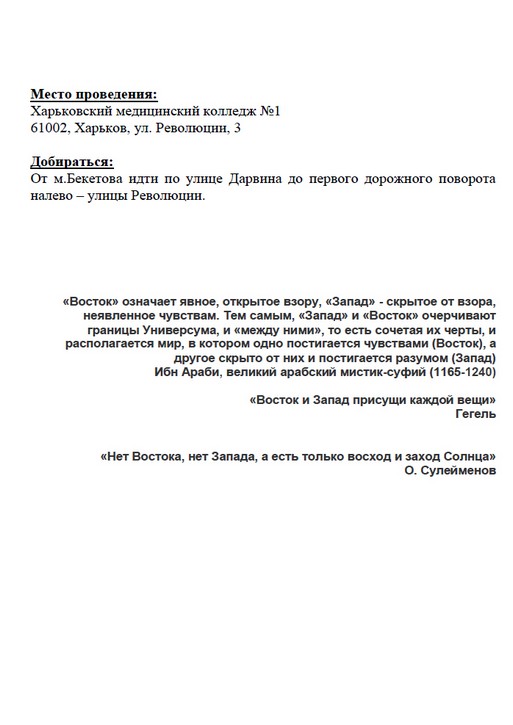 Место проведения:
Харьковский медицинский колледж №1
61002, Харьков, ул. Революции, 3
Добираться:
От м.Бекетова идти по улице Дарвина до первого дорожного поворота
налево – улицы Революции.
«Восток» означает явное, открытое взору, «Запад» - скрытое от взора,
неявленное чувствам. Тем самым, «Запад» и «Восток» очерчивают
границы Универсума, и «между ними», то есть сочетая их черты, и
располагается мир, в котором одно постигается чувствами (Восток), а
другое скрыто от них и постигается разумом (Запад)
Ибн Араби, великий арабский мистик-суфий (1165-1240)
«Восток и Запад присущи каждой вещи»
Гегель
«Нет Востока, нет Запада, а есть только восход и заход Солнца»
О. Сулейменов